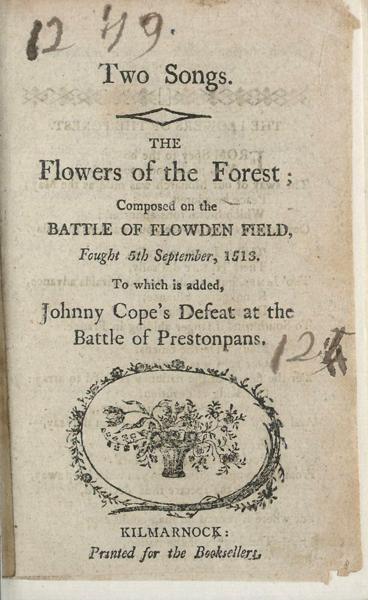 12 49.
Two Songs.
THE
Flowers of the Forest;
Composed on the
BATTLE OF FLOWDEN FIELD,
Fought 5th September, 1513.
To which is added,
Johnny Cope's Defeat at the
Battle of Prestonpans.
KILMARNOCK:
Printed for the Booksellers.